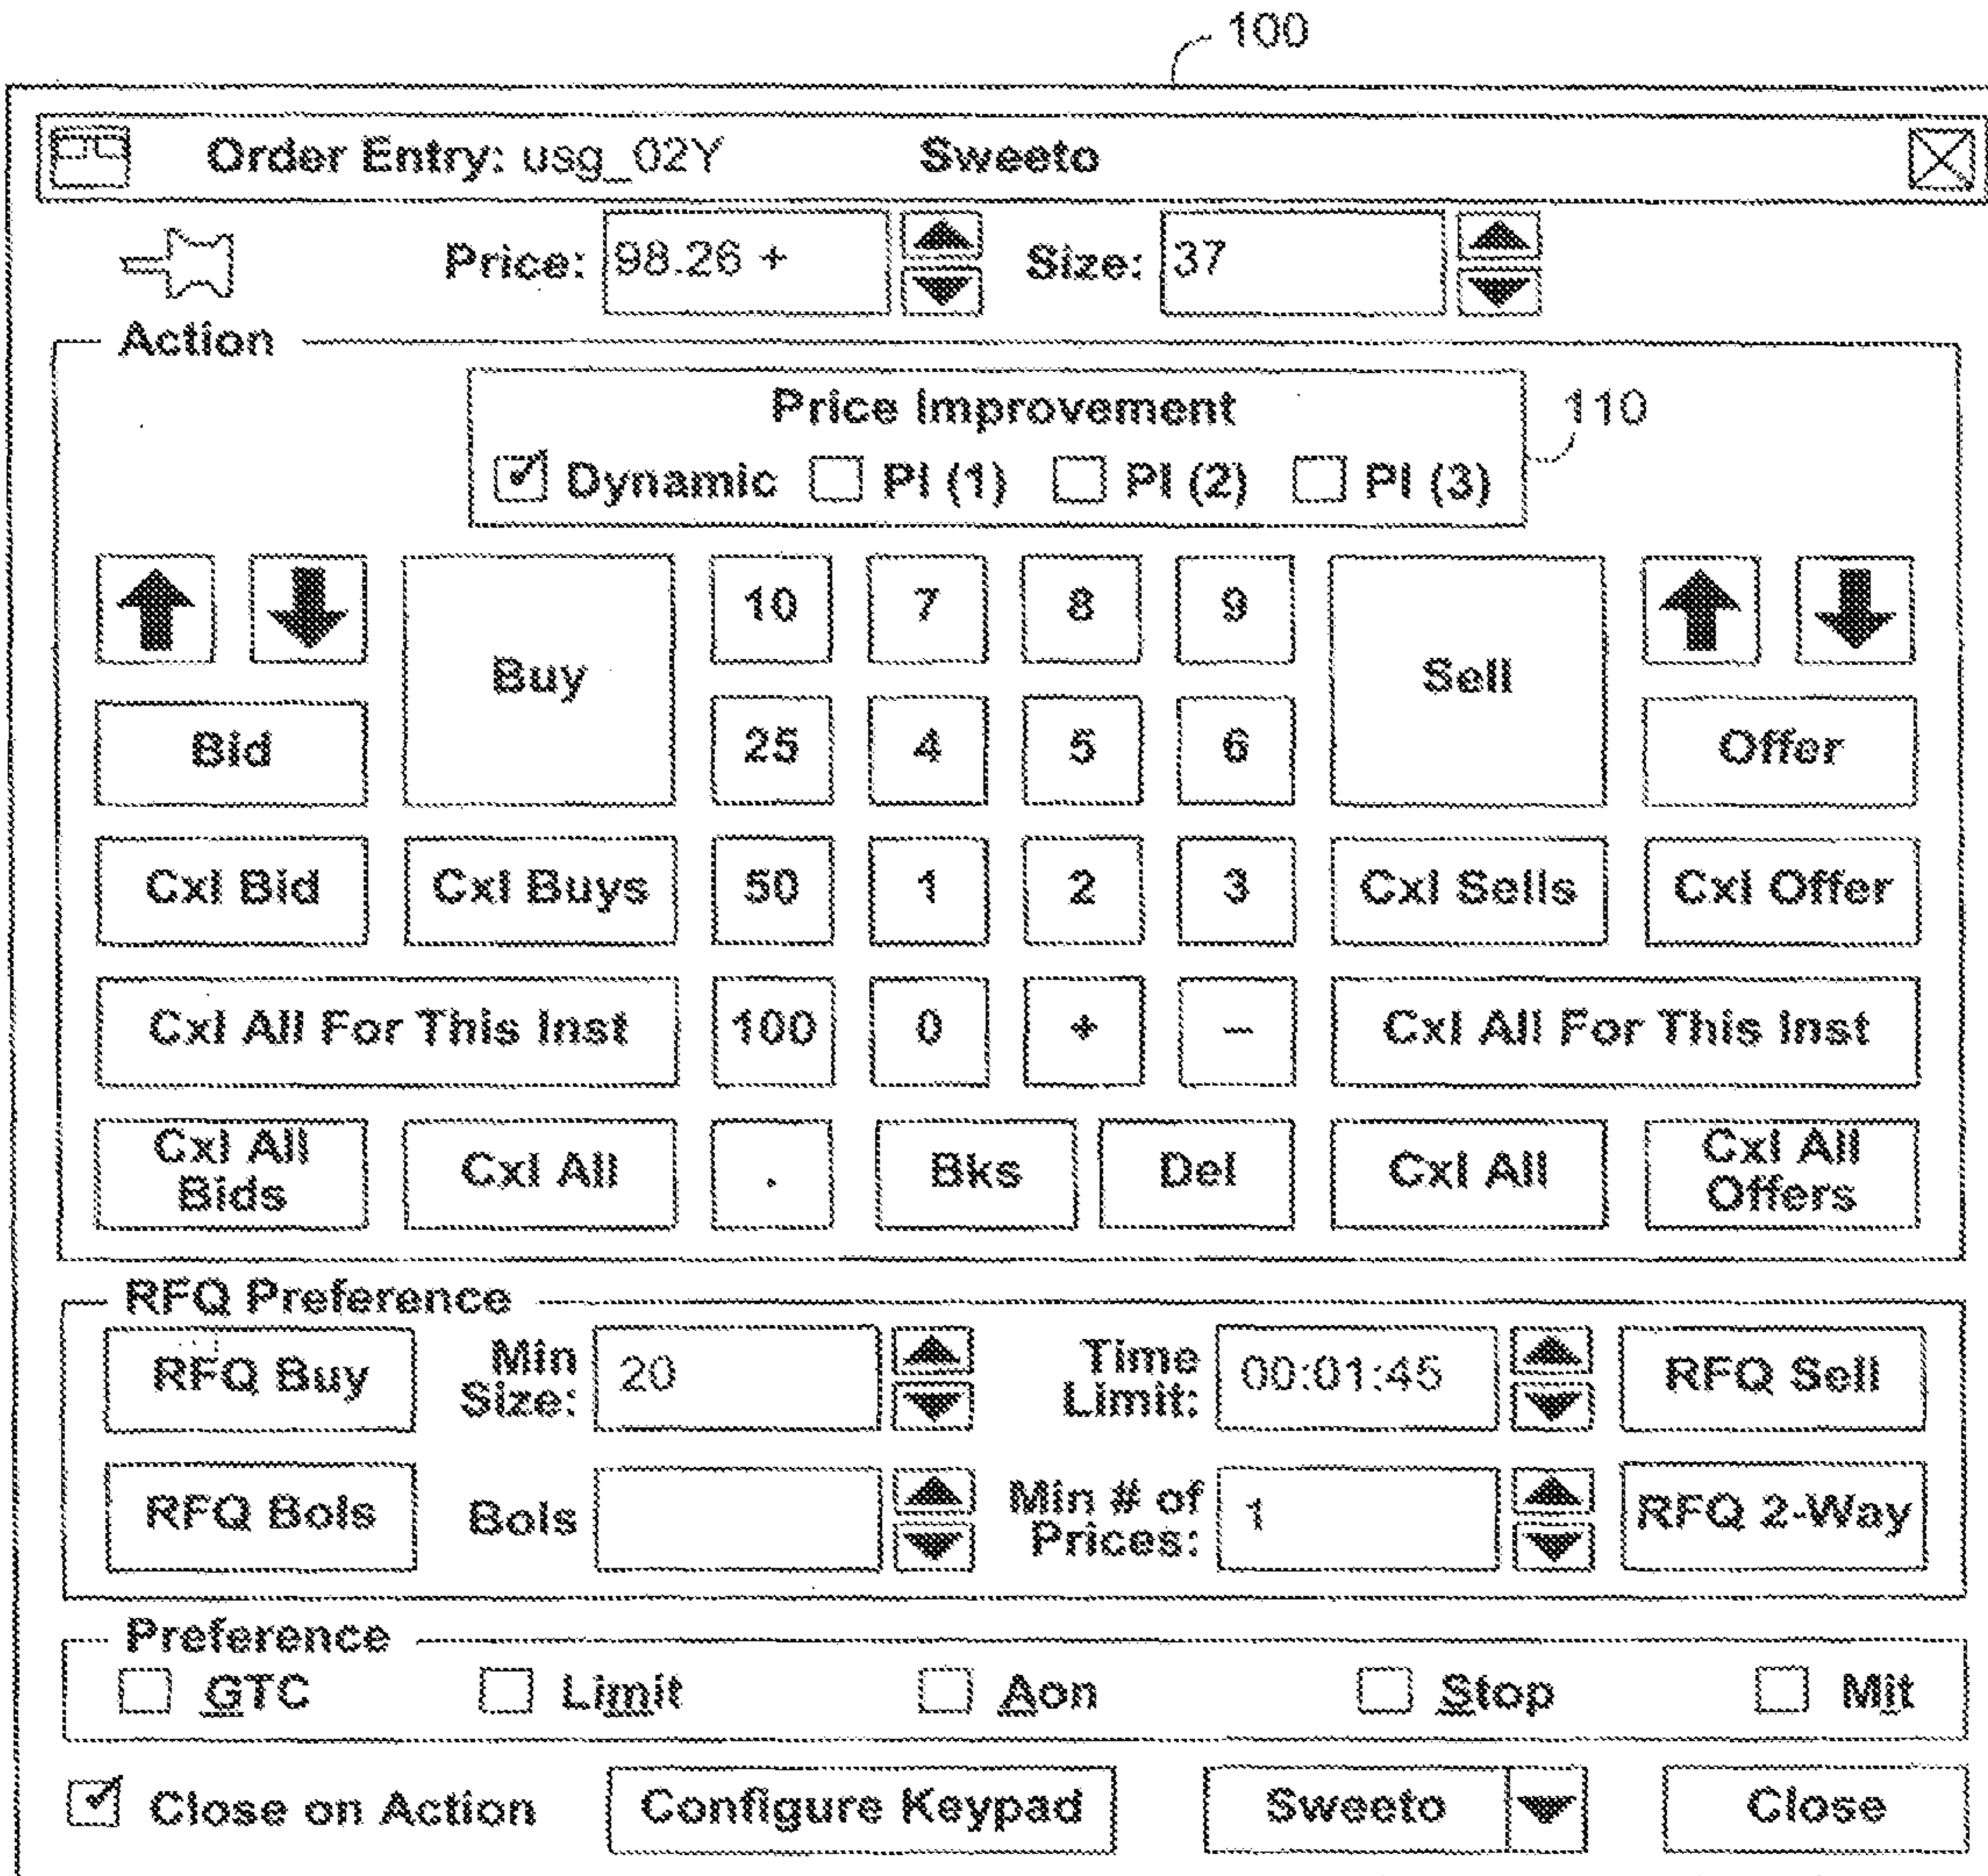 100
Order Entry: usg_02Y Sweeto
Price: 98.26 + Size: 37
Action
Price Improvement
110
Dynamic PI (1) PI (2) PI (3)
10 7 8 9
Buy Sell
Bid 25 4 5 6 Offer
Cxl Bid Cxl Buys 50 1 2 3 Cxl Sells Cxl Offer
Cxl All For This Inst 100 0 + – Cxl All For This Inst
Cxl All Bids Cxl All . Bks Del Cxl All Cxl All Offers
RFQ Preference
RFQ Buy Min Size: 20 Time Limit: 00:01:45 RFQ Sell
RFQ Bols Bols Min # of Prices: 1 RFQ 2-Way
Preference
GTC Limit Aon Stop Mit
Close on Action Configure Keypad Sweeto Close